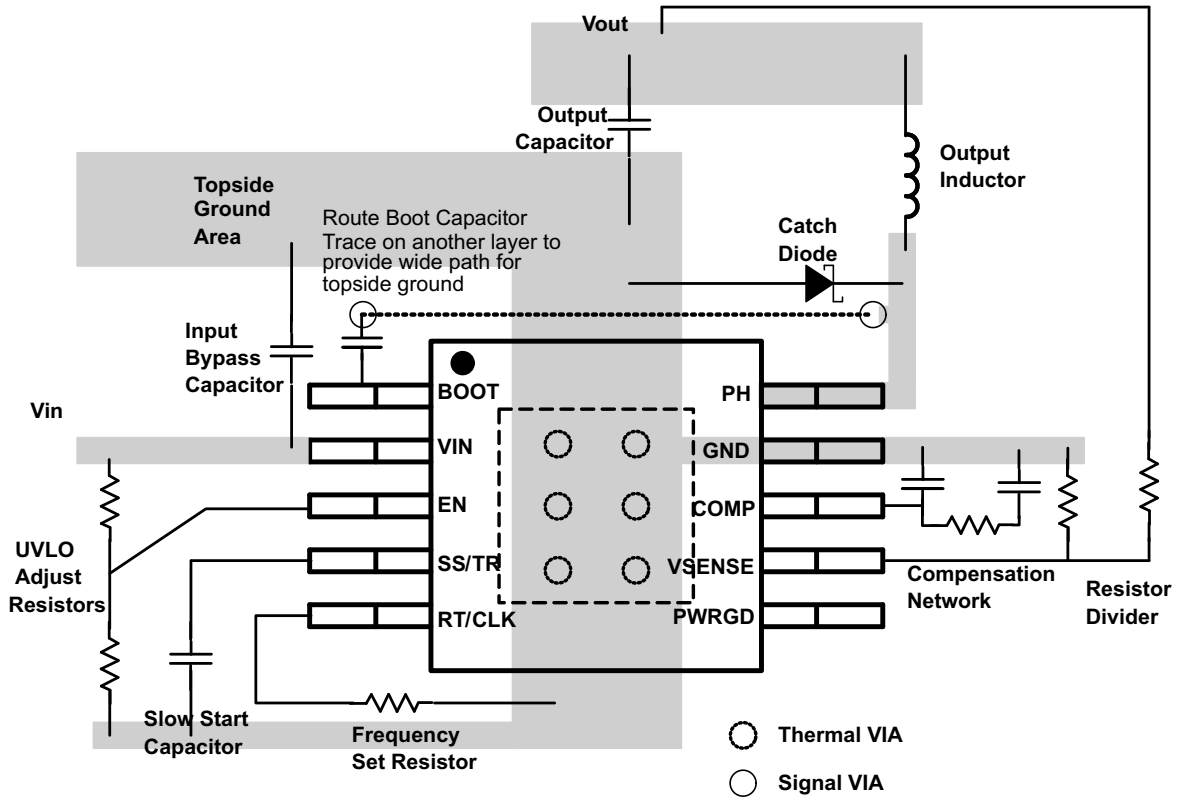 Vout
Output
Capacitor
Output
Inductor
Topside
Ground
Area
Route Boot Capacitor
Trace on another layer to
provide wide path for
topside ground
Catch
Diode
Input
Bypass
Capacitor
Vin
BOOT
PH
VIN
GND
EN
COMP
SS/TR
VSENSE
RT/CLK
PWRGD
UVLO
Adjust
Resistors
Compensation
Network
Resistor
Divider
Slow Start
Capacitor
Frequency
Set Resistor
Thermal VIA
Signal VIA